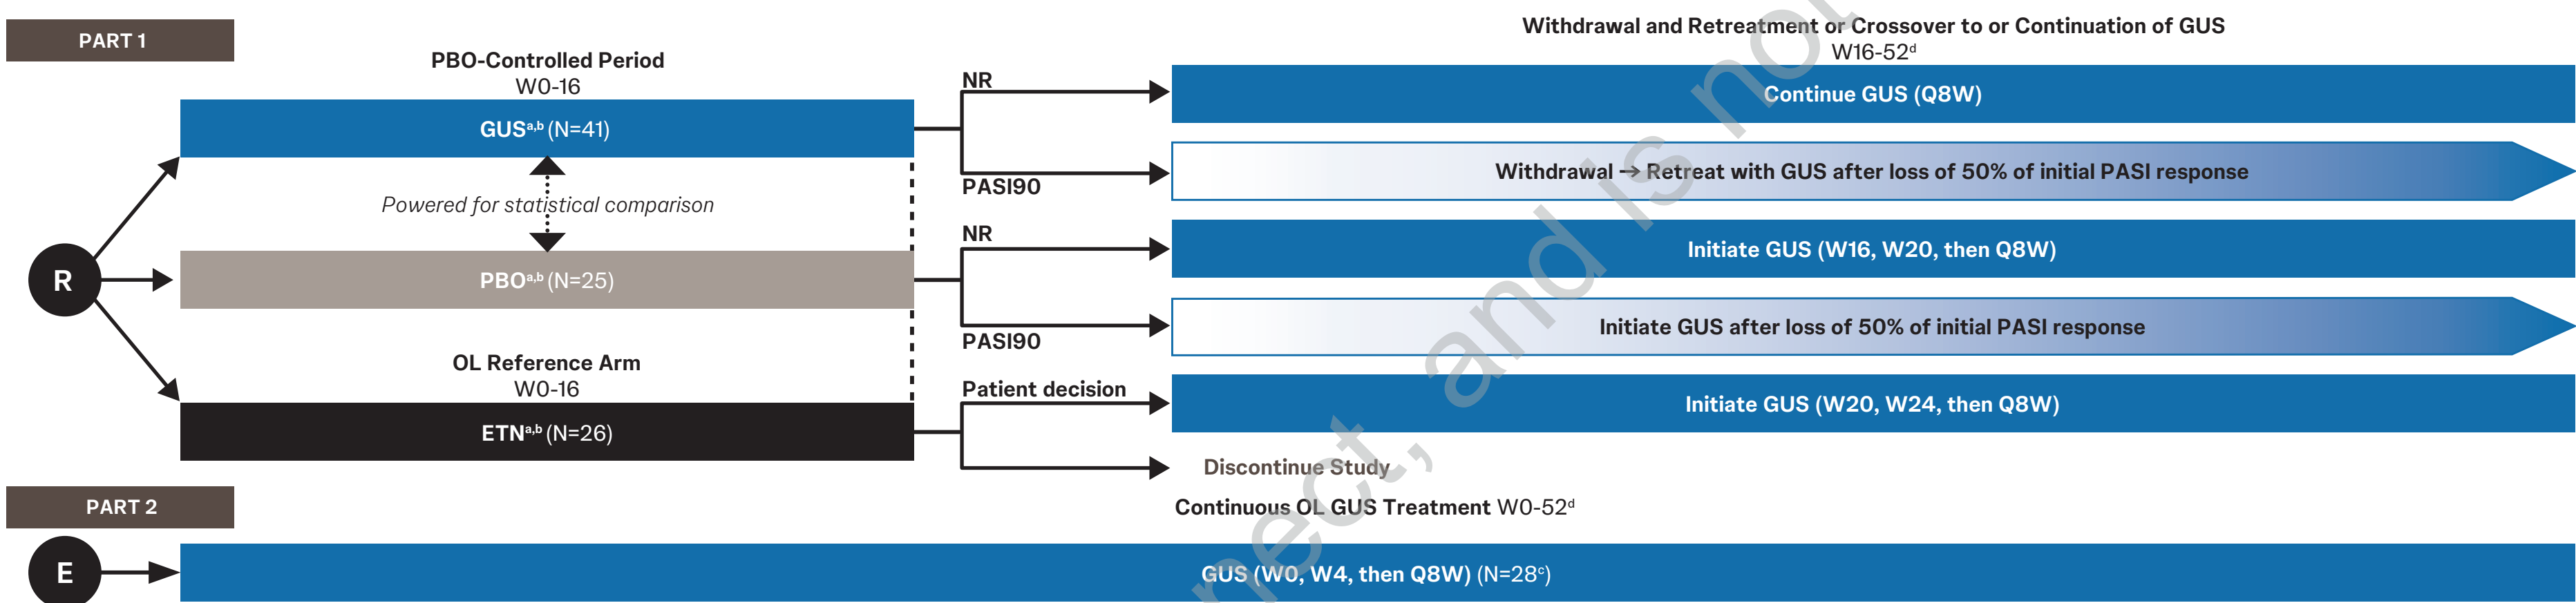 PART 1
PBO-Controlled Period
W0-16
GUSᵃ,ᵇ (N=41)
Powered for statistical comparison
R
PBOᵃ,ᵇ (N=25)
OL Reference Arm
W0-16
ETNᵃ,ᵇ (N=26)
NR
PASI90
NR
PASI90
Patient decision
Withdrawal and Retreatment or Crossover to or Continuation of GUS
W16-52ᵈ
Continue GUS (Q8W)
Withdrawal → Retreat with GUS after loss of 50% of initial PASI response
Initiate GUS (W16, W20, then Q8W)
Initiate GUS after loss of 50% of initial PASI response
Initiate GUS (W20, W24, then Q8W)
Discontinue Study
PART 2
Continuous OL GUS Treatment W0-52ᵈ
E
GUS (W0, W4, then Q8W) (N=28ᶜ)
nect, and is not